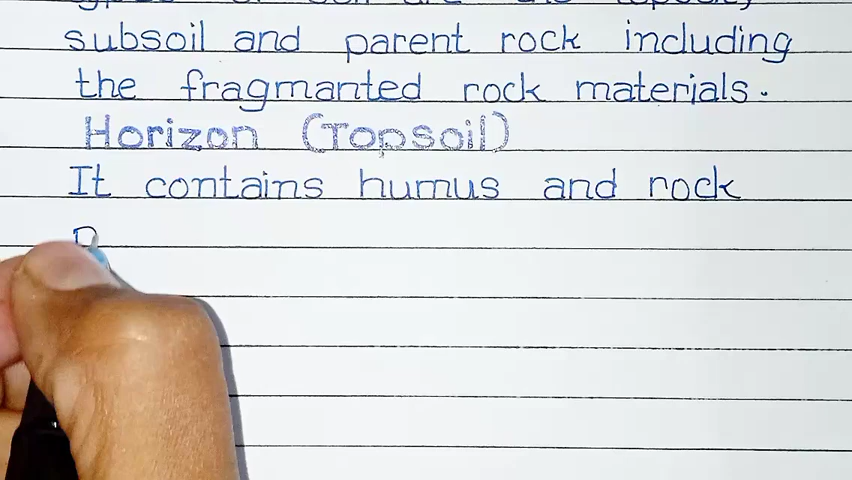 subsoil and parent rock including
the fragmanted rock materials.
Horizon (Topsoil)
It contains humus and rock